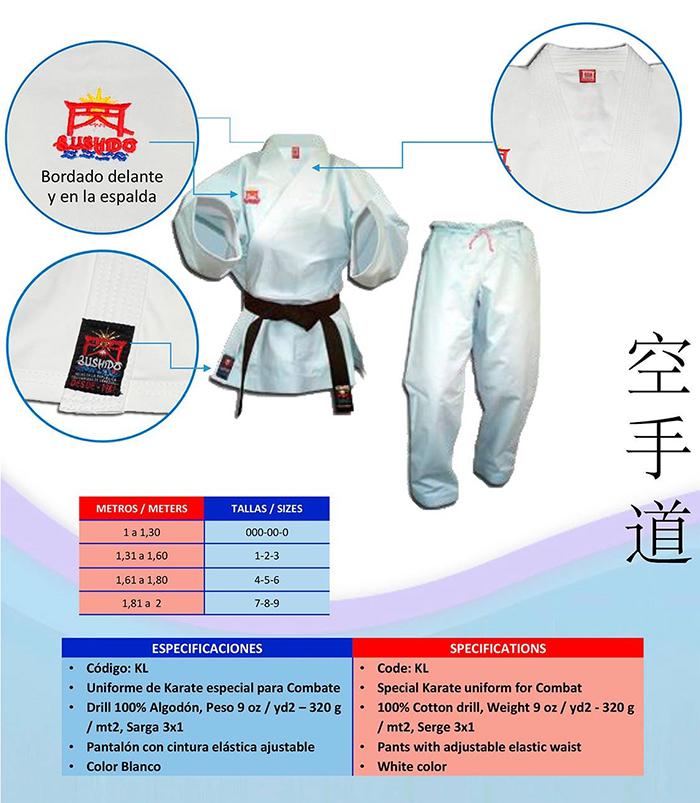 BUSHIDO
Bordado delante
y en la espalda
BUSHIDO
DESDE - 1981
空
手
道
METROS / METERS TALLAS / SIZES
1 a 1,30 000-00-0
1,31 a 1,60 1-2-3
1,61 a 1,80 4-5-6
1,81 a 2 7-8-9
ESPECIFICACIONES
• Código: KL
• Uniforme de Karate especial para Combate
• Drill 100% Algodón, Peso 9 oz / yd2 – 320 g
/ mt2, Sarga 3x1
• Pantalón con cintura elástica ajustable
• Color Blanco
SPECIFICATIONS
• Code: KL
• Special Karate uniform for Combat
• 100% Cotton drill, Weight 9 oz / yd2 - 320 g
/ mt2, Serge 3x1
• Pants with adjustable elastic waist
• White color